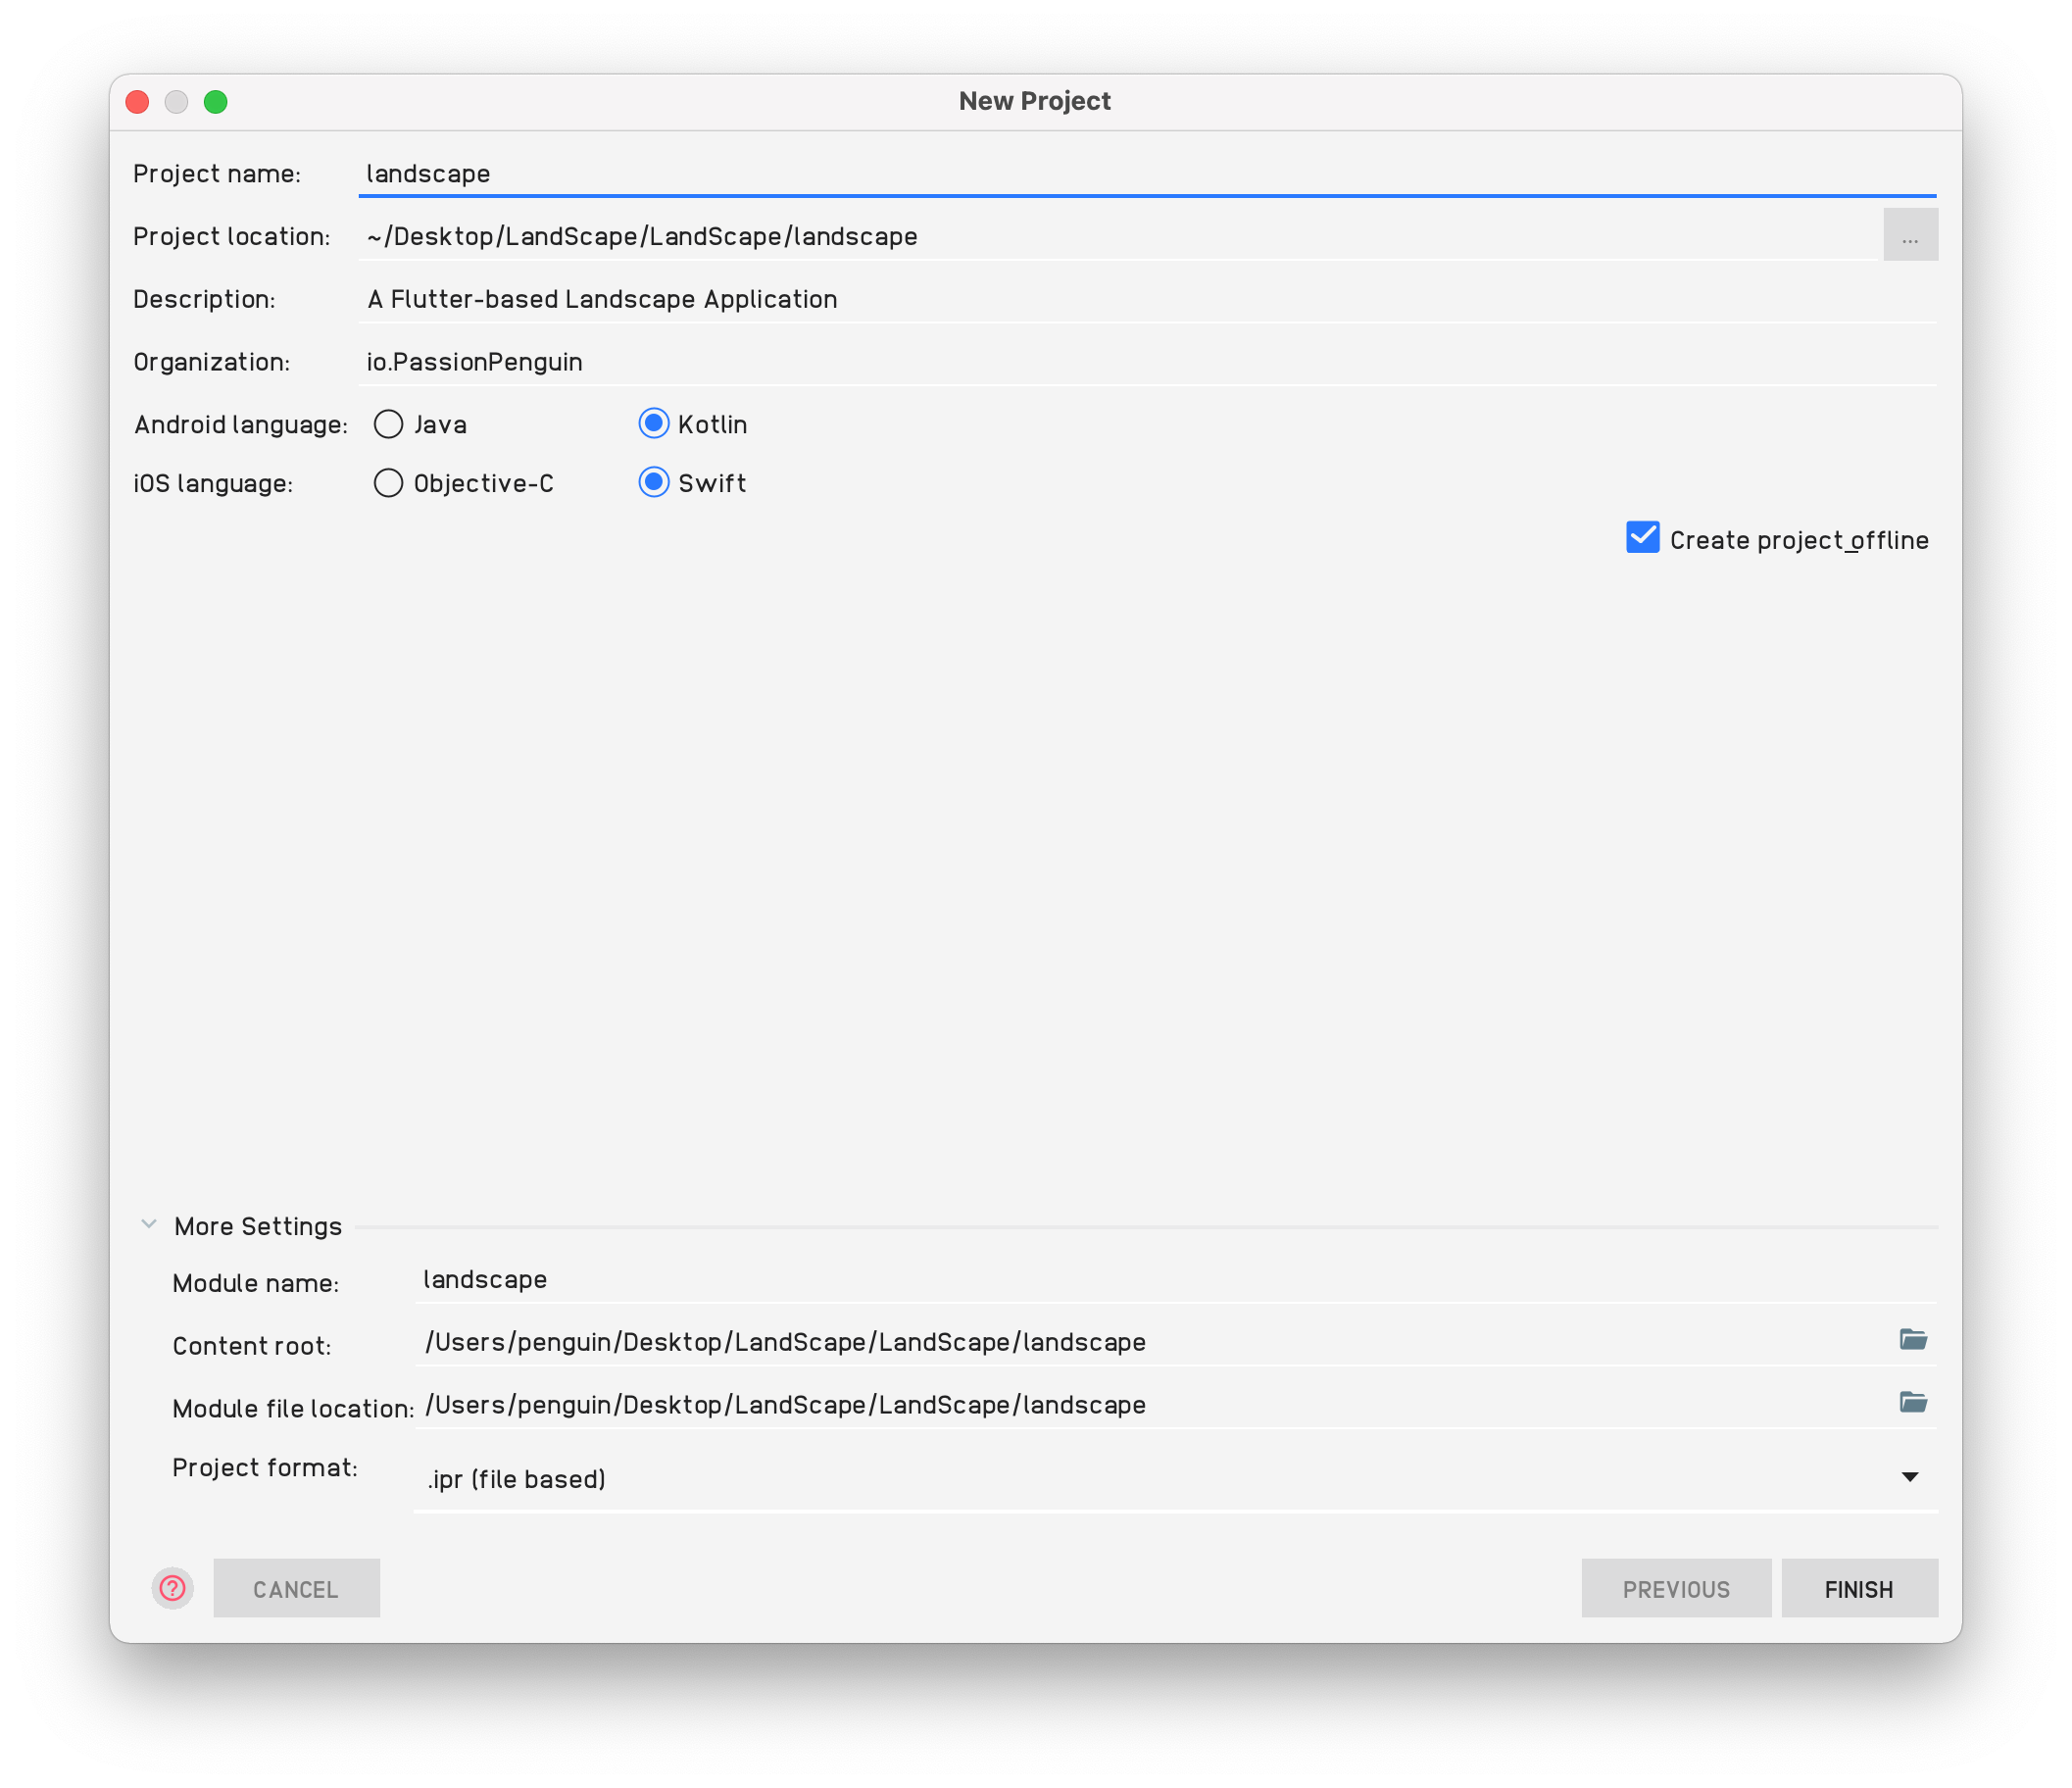 New Project
Project name: landscape
Project location: ~/Desktop/LandScape/LandScape/landscape ...
Description: A Flutter-based Landscape Application
Organization: io.PassionPenguin
Android language: Java Kotlin
iOS language: Objective-C Swift
Create project offline
More Settings
Module name: landscape
Content root: /Users/penguin/Desktop/LandScape/LandScape/landscape
Module file location: /Users/penguin/Desktop/LandScape/LandScape/landscape
Project format: .ipr (file based)
? CANCEL PREVIOUS FINISH